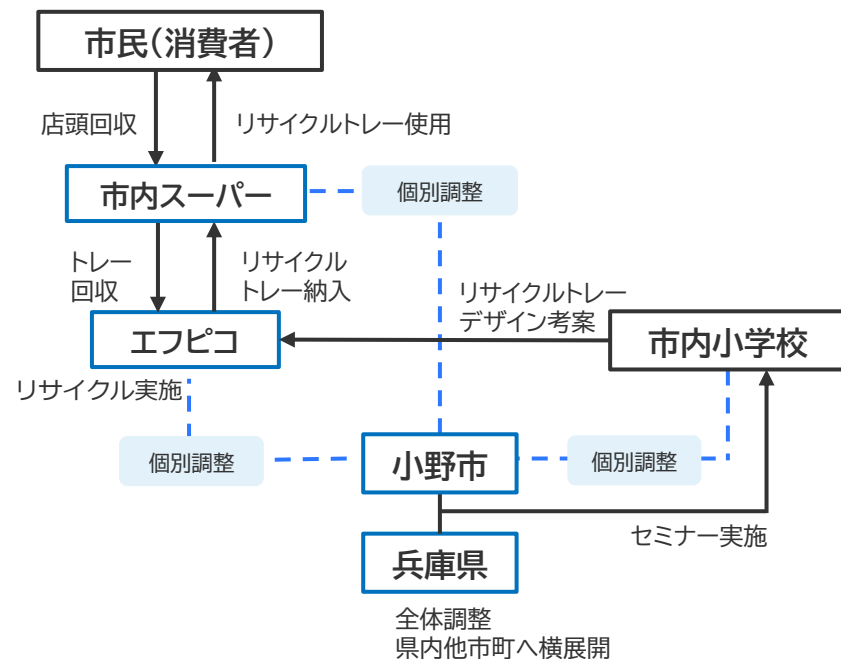 市民（消費者）
店頭回収
リサイクルトレー使用
市内スーパー
個別調整
トレー
回収
リサイクル
トレー納入
リサイクルトレー
デザイン考案
エフピコ
市内小学校
リサイクル実施
個別調整
小野市
個別調整
セミナー実施
兵庫県
全体調整
県内他市町へ横展開